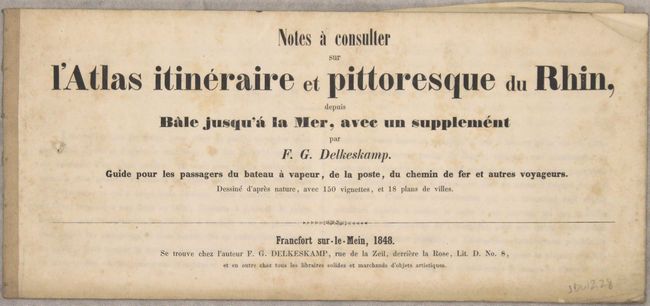 Notes à consulter
sur
l'Atlas itinéraire et pittoresque du Rhin,
depuis
Bàle jusqu'á la Mer, avec un supplemént
par
F. G. Delkeskamp.
Guide pour les passagers du bateau à vapeur, de la poste, du chemin de fer et autres voyageurs.
Dessiné d'après nature, avec 150 vignettes, et 18 plans de villes.
Francfort sur-le-Mein, 1848.
Se trouve chez l'auteur F. G. DELKESKAMP, rue de la Zeil, derrière la Rose, Lit. D. No. 8,
et en outre chez tous les libraires solides et marchands d'objets artistiques.